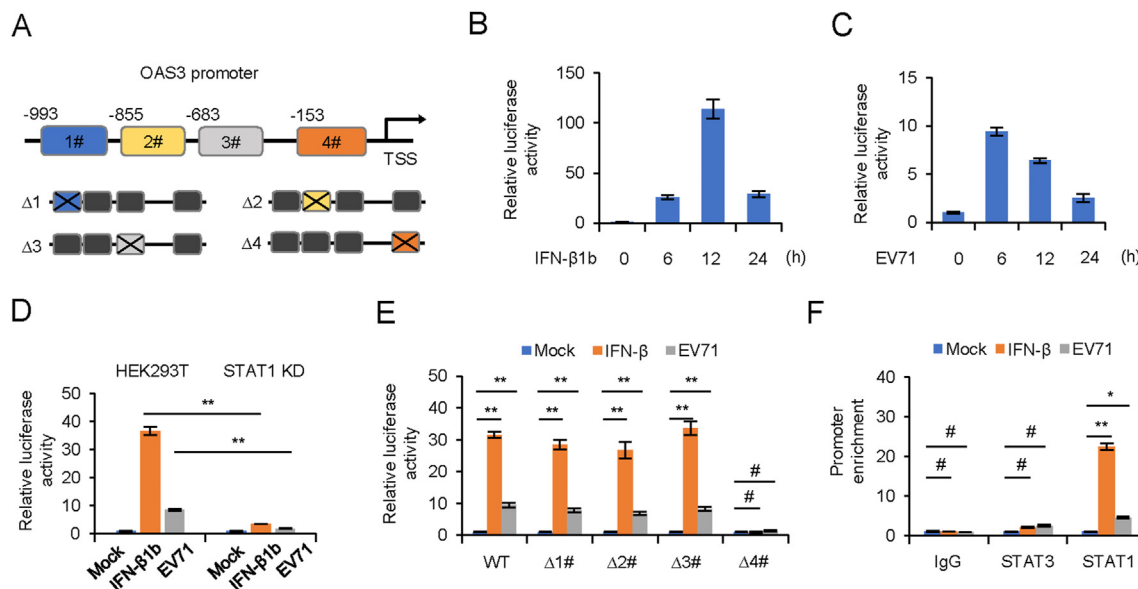 A
OAS3 promoter
-993 -855 -683 -153
1# 2# 3# 4#
TSS
Δ1 Δ2
Δ3 Δ4
B
Relative luciferase
activity
150
100
50
0
IFN-β1b 0 6 12 24 (h)
C
Relative luciferase
activity
15
10
5
0
EV71 0 6 12 24 (h)
D
HEK293T STAT1 KD
Relative luciferase
activity
50
40
30
20
10
0
**
**
Mock IFN-β1b EV71 Mock IFN-β1b EV71
E
Mock IFN-β EV71
Relative luciferase
activity
50
40
30
20
10
0
** ** ** **
** ** ** **
#
#
WT Δ1# Δ2# Δ3# Δ4#
F
Mock IFN-β EV71
Promoter
enrichment
40
30
20
10
0
# # *
# # **
IgG STAT3 STAT1